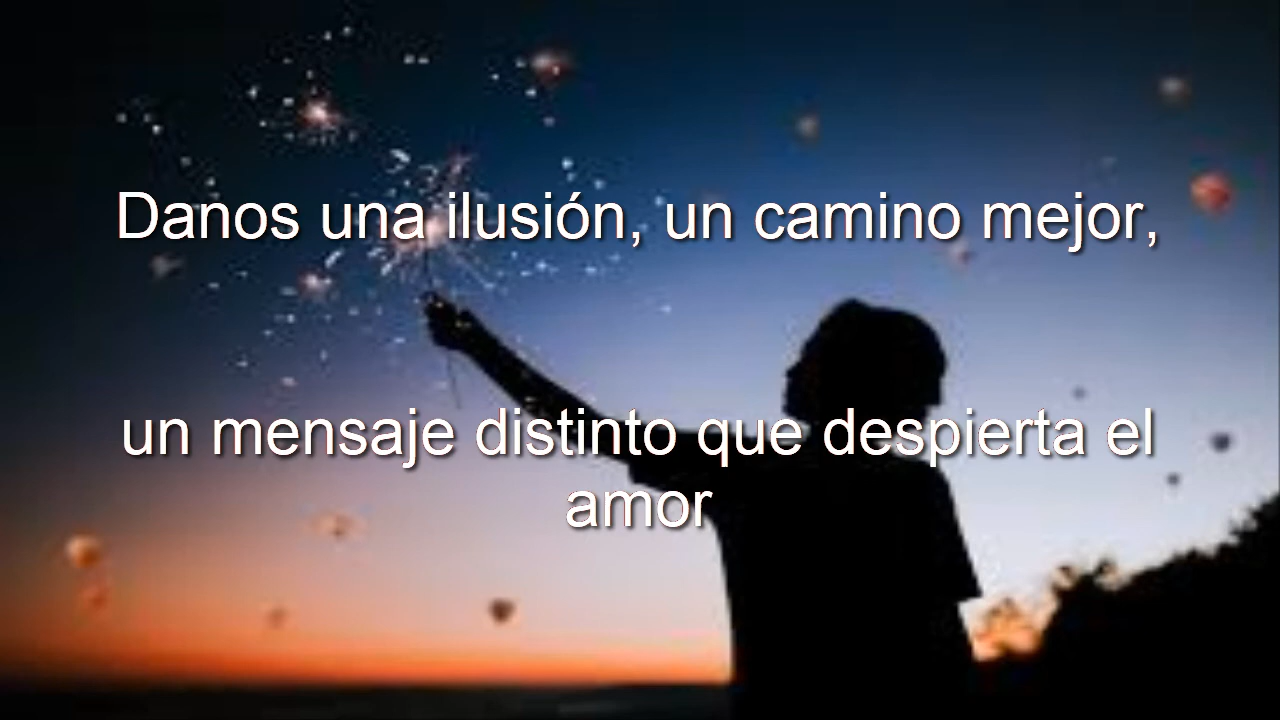 Danos una ilusión, un camino mejor,
un mensaje distinto que despierta el
amor